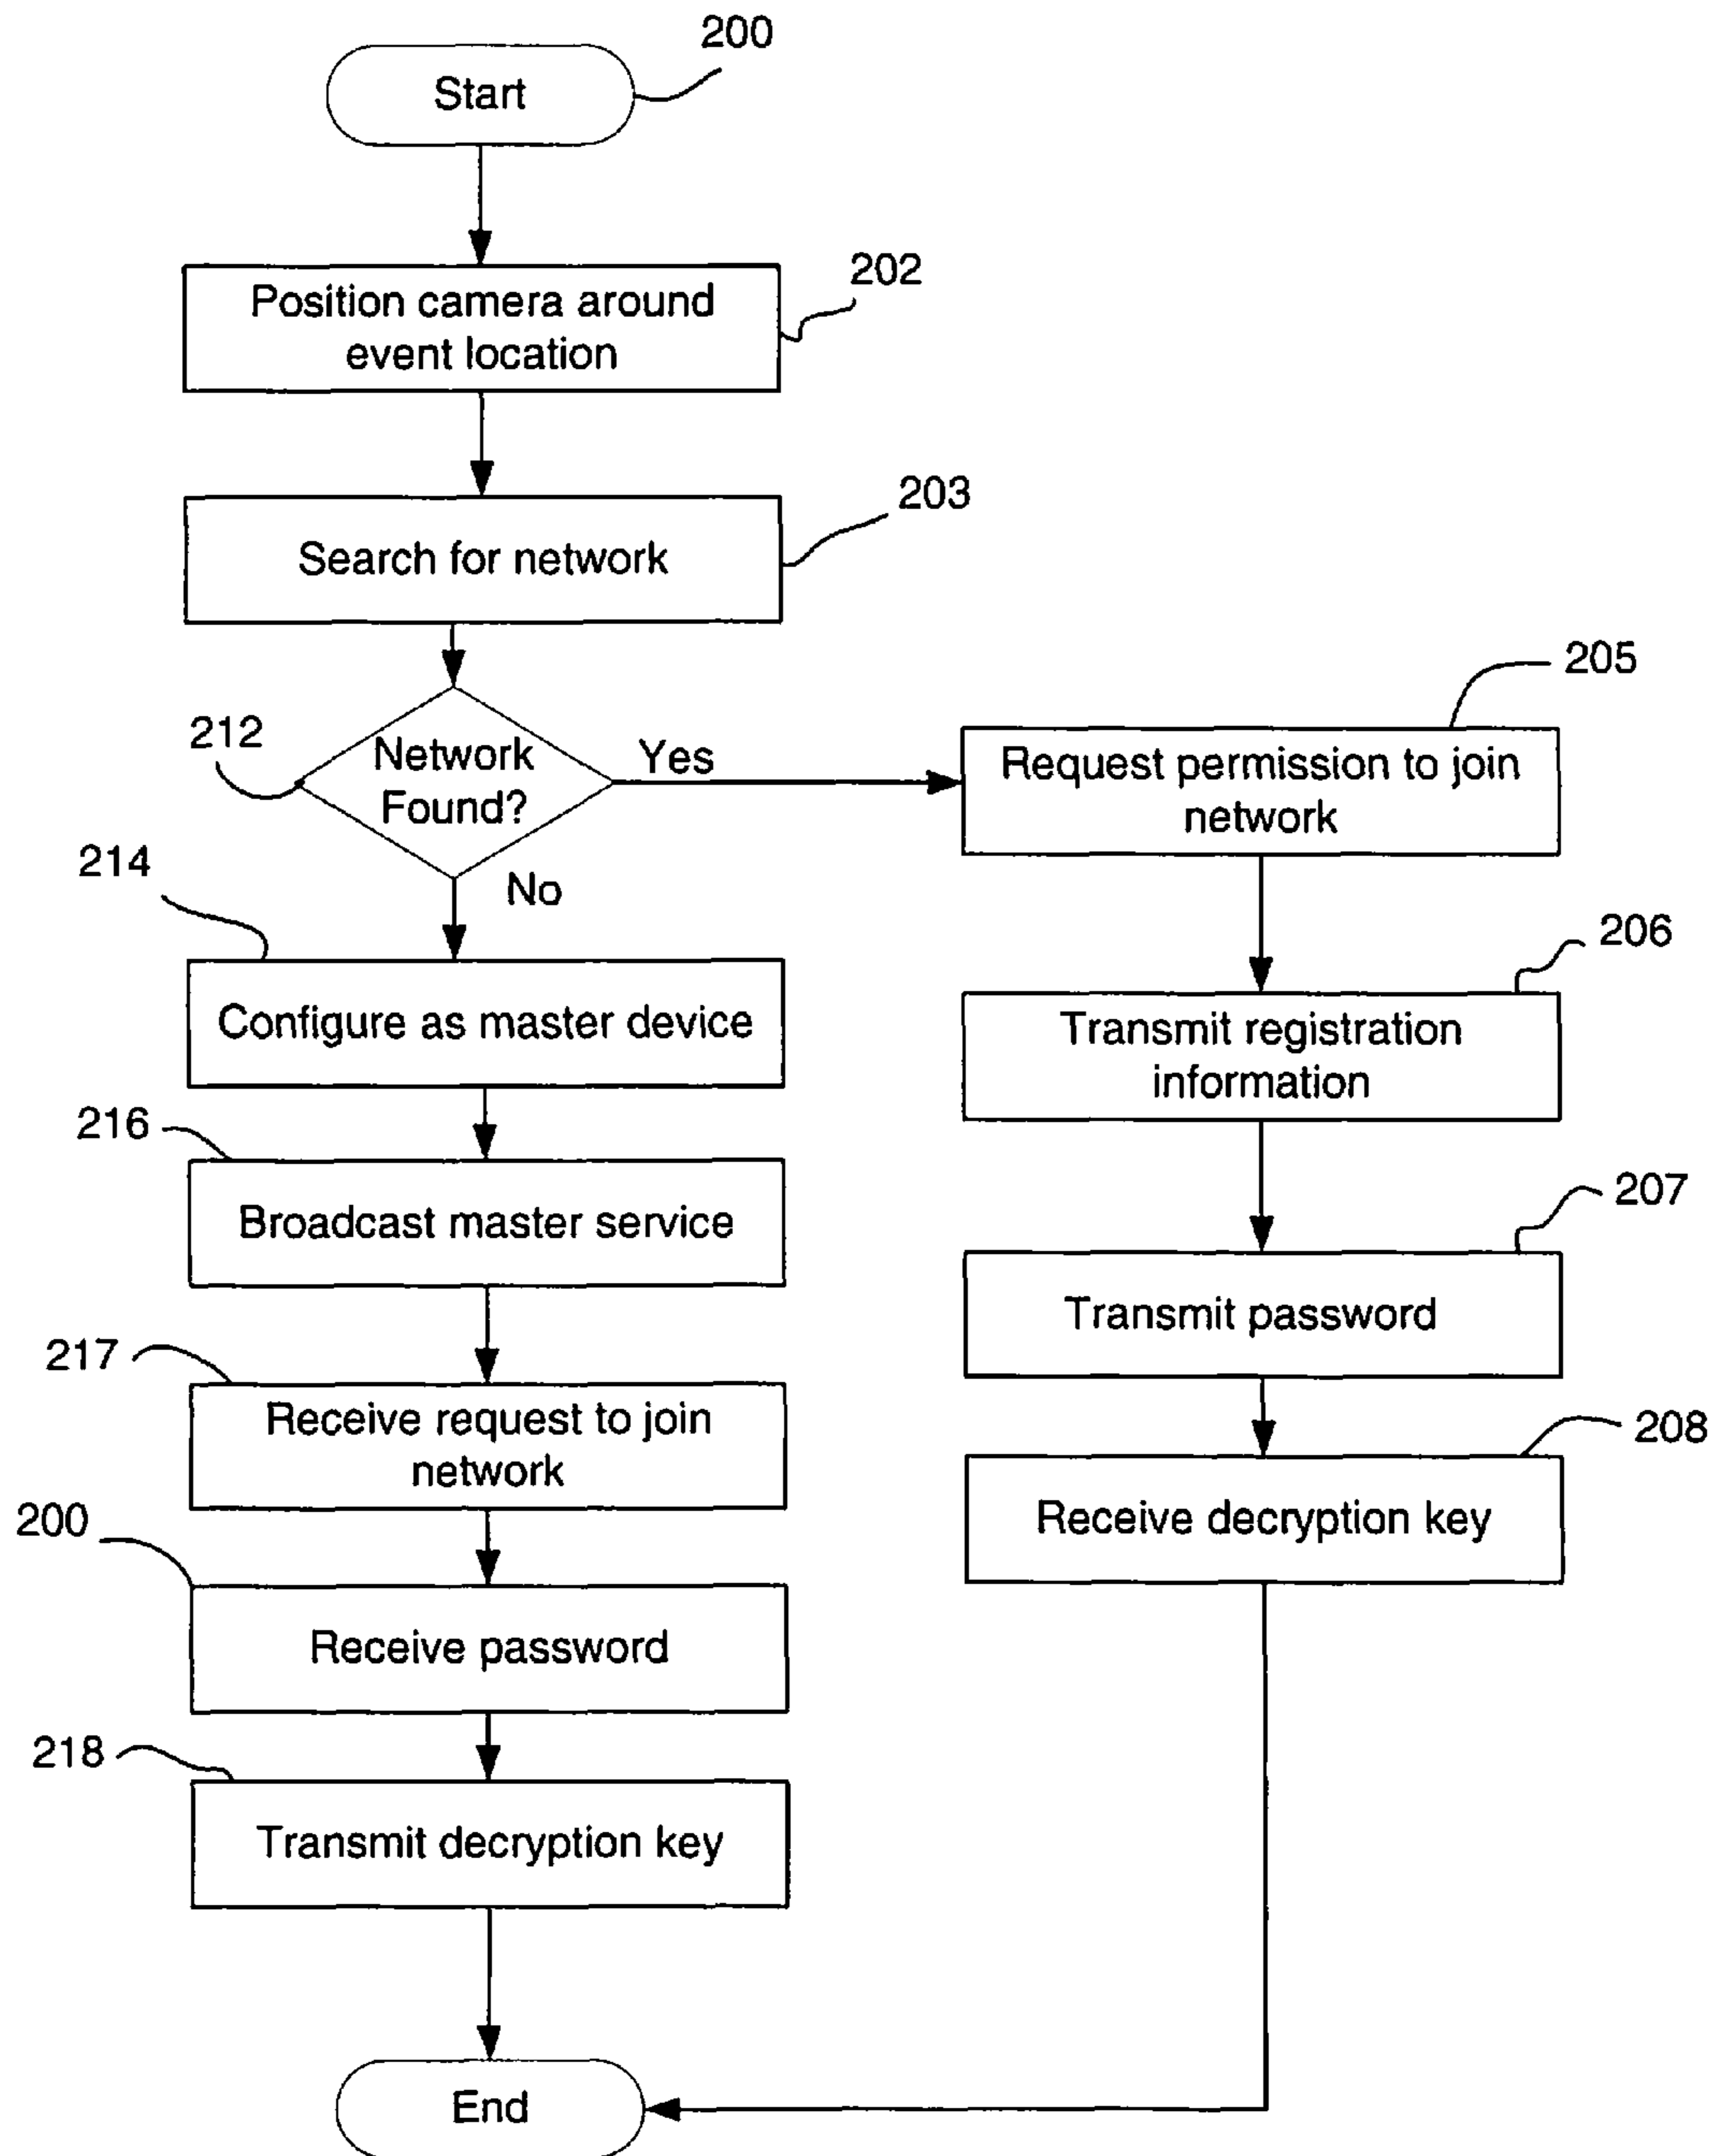 200
Start
202
Position camera around
event location
203
Search for network
205
212
Network
Found?
Yes
Request permission to join
network
214
No
206
Configure as master device
Transmit registration
information
216
Broadcast master service
207
Transmit password
217
Receive request to join
network
208
Receive decryption key
200
Receive password
218
Transmit decryption key
End